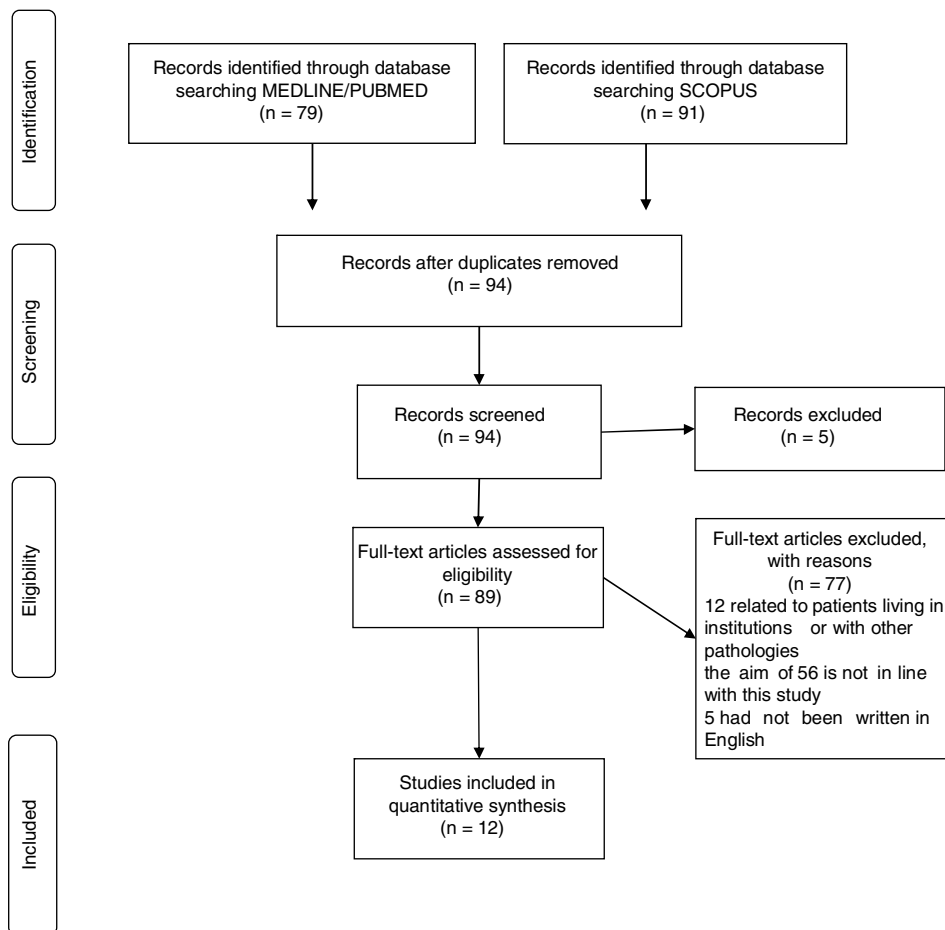 Identification
Records identified through database
searching MEDLINE/PUBMED
(n = 79)
Records identified through database
searching SCOPUS
(n = 91)
Screening
Records after duplicates removed
(n = 94)
Records screened
(n = 94)
Records excluded
(n = 5)
Eligibility
Full-text articles assessed for
eligibility
(n = 89)
Full-text articles excluded,
with reasons
(n = 77)
12 related to patients living in
institutions or with other
pathologies
the aim of 56 is not in line
with this study
5 had not been written in
English
Included
Studies included in
quantitative synthesis
(n = 12)